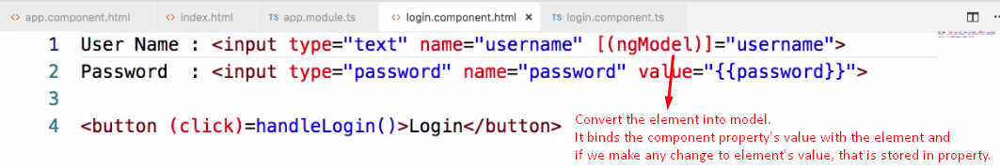 app.component.html index.html TS app.module.ts login.component.html × TS login.component.ts
1 User Name : <input type="text" name="username" [(ngModel)]="username">
2 Password : <input type="password" name="password" value="{{password}}">
3
4 <button (click)=handleLogin()>Login</button>
Convert the element into model.
It binds the component property's value with the element and
if we make any change to element's value, that is stored in property.